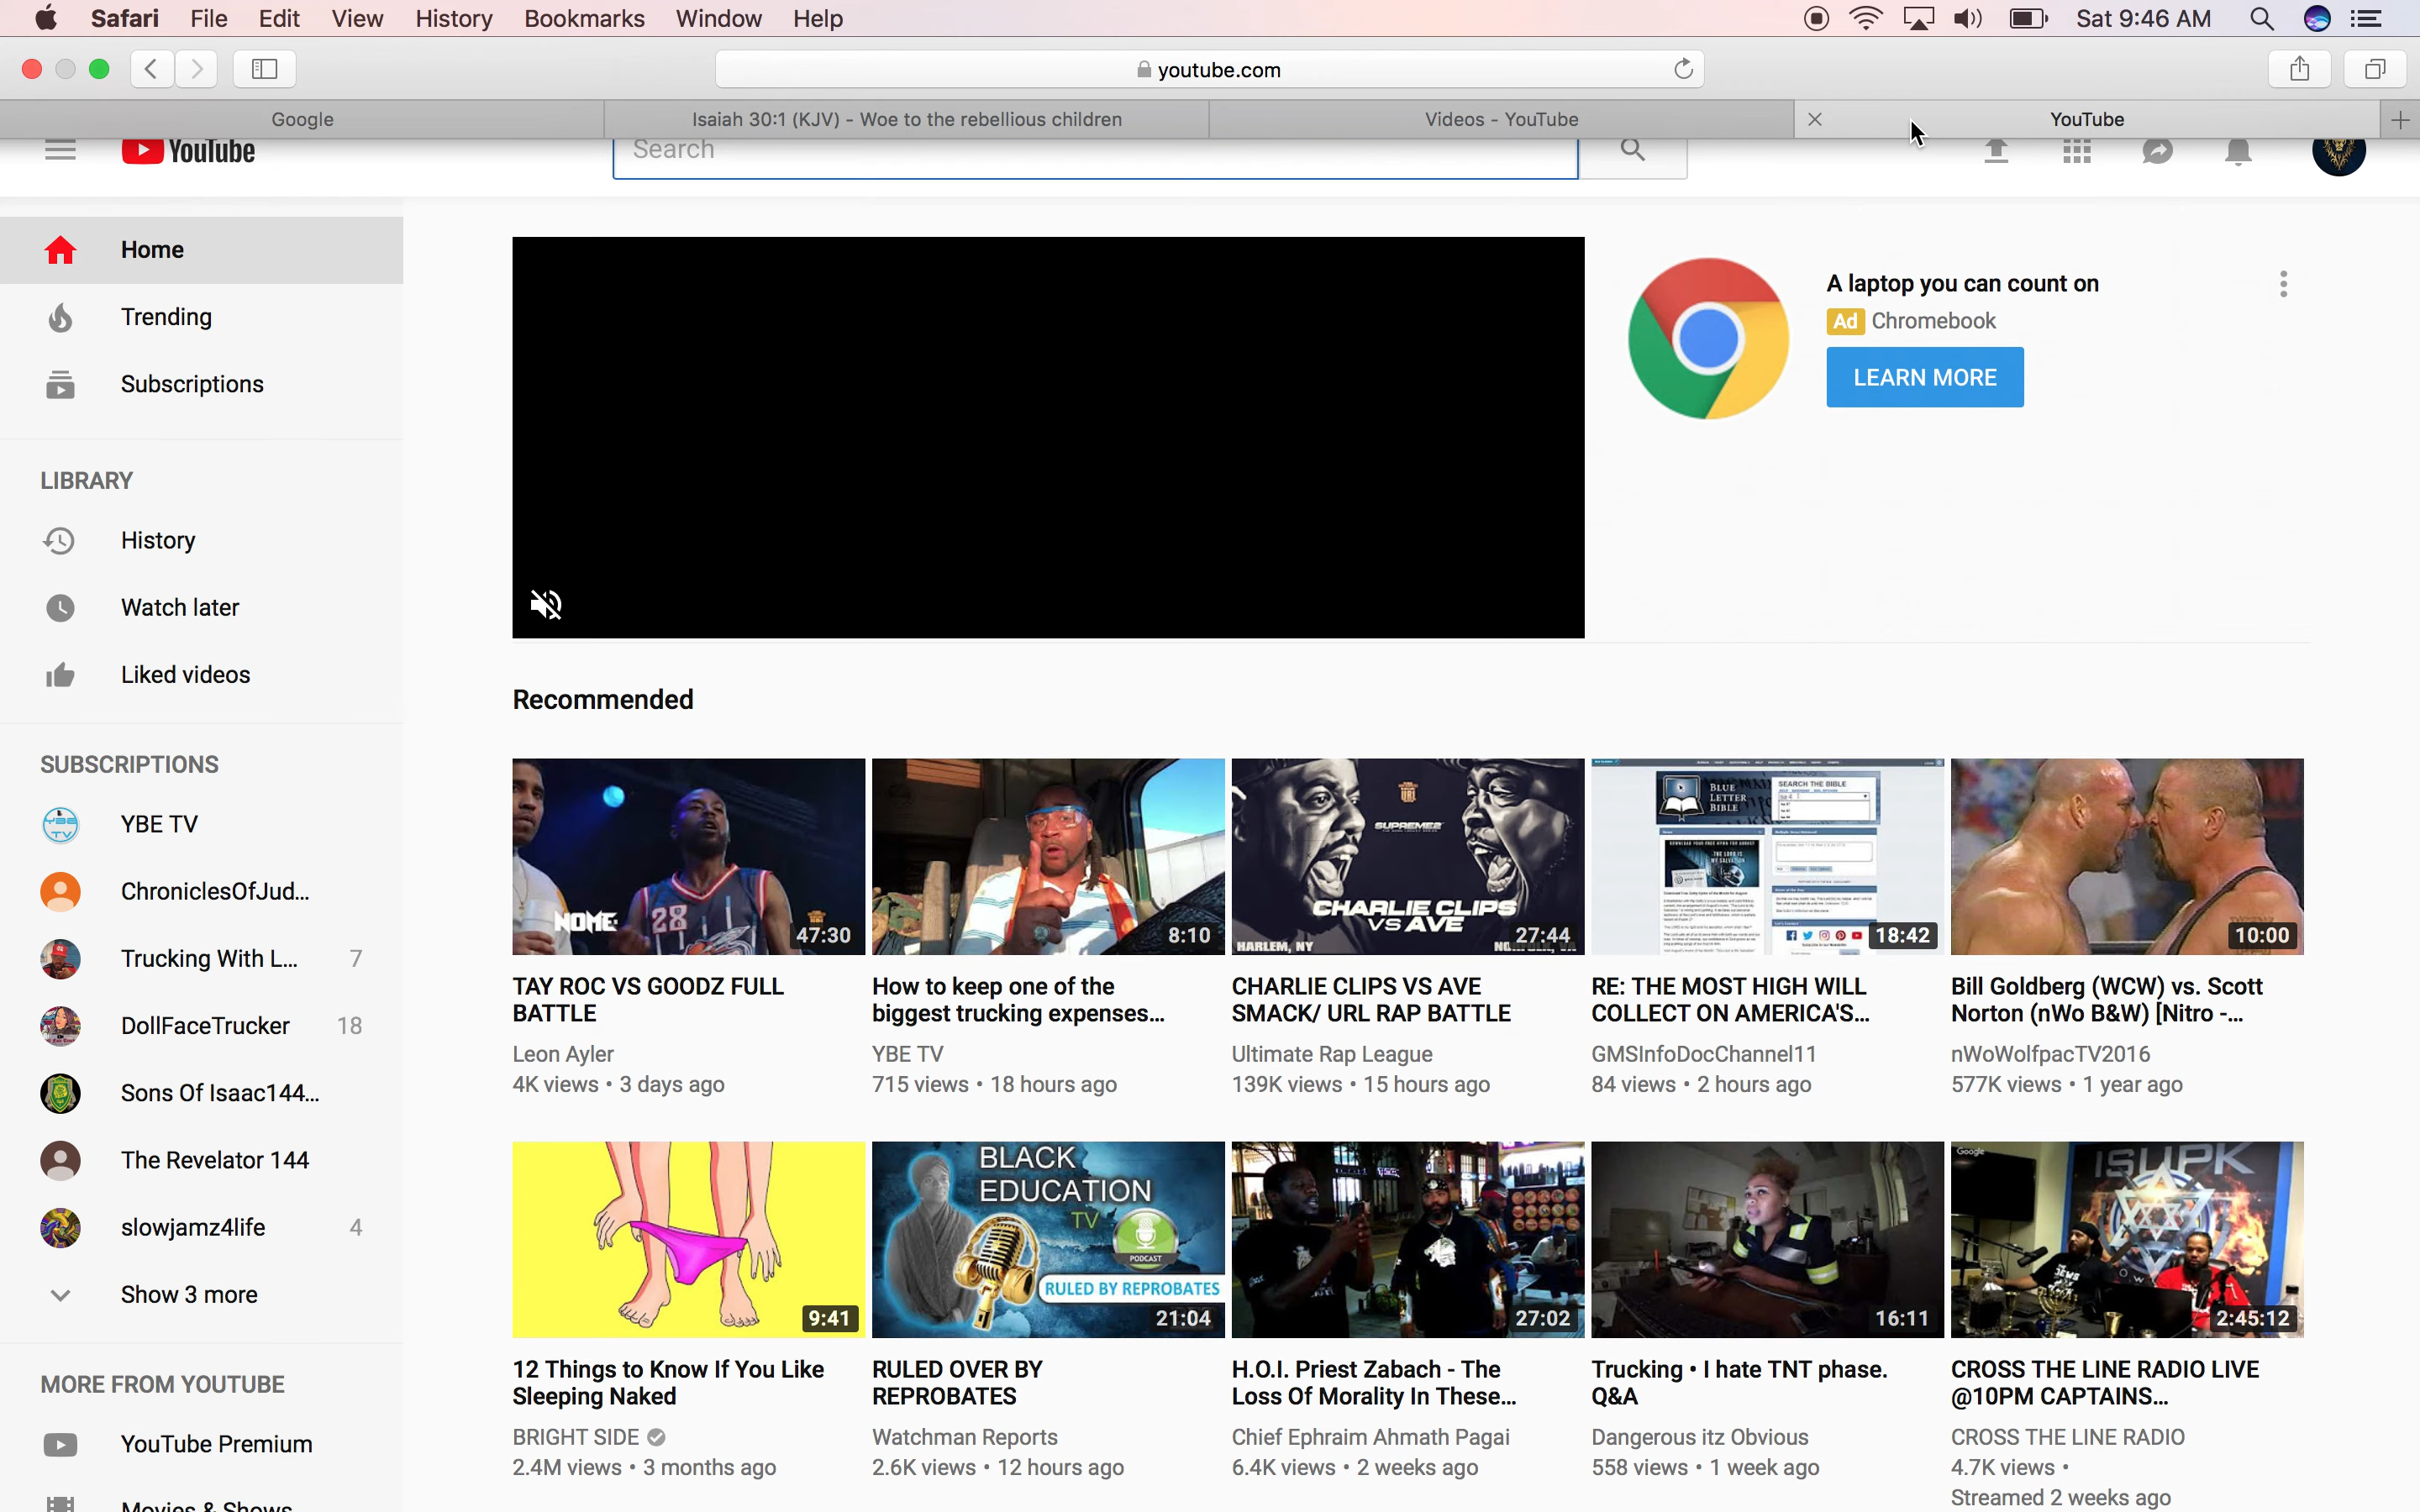 Safari File Edit View History Bookmarks Window Help
Sat 9:46 AM
youtube.com
Google
Isaiah 30:1 (KJV) - Woe to the rebellious children
Videos - YouTube
YouTube
YouTube
Search
Home
Trending
Subscriptions
LIBRARY
History
Watch later
Liked videos
SUBSCRIPTIONS
YBE TV
ChroniclesOfJud...
Trucking With L... 7
DollFaceTrucker 18
Sons Of Isaac144...
The Revelator 144
slowjamz4life 4
Show 3 more
MORE FROM YOUTUBE
YouTube Premium
Movies & Shows
A laptop you can count on
Ad Chromebook
LEARN MORE
Recommended
NOME
28
47:30
TAY ROC VS GOODZ FULL
BATTLE
Leon Ayler
4K views • 3 days ago
8:10
How to keep one of the
biggest trucking expenses...
YBE TV
715 views • 18 hours ago
CHARLIE CLIPS
VS AVE
HARLEM, NY
27:44
CHARLIE CLIPS VS AVE
SMACK/ URL RAP BATTLE
Ultimate Rap League
139K views • 15 hours ago
BLUE
LETTER
BIBLE
SEARCH THE BIBLE
18:42
RE: THE MOST HIGH WILL
COLLECT ON AMERICA'S...
GMSInfoDocChannel11
84 views • 2 hours ago
10:00
Bill Goldberg (WCW) vs. Scott
Norton (nWo B&W) [Nitro -...
nWoWolfpacTV2016
577K views • 1 year ago
9:41
12 Things to Know If You Like
Sleeping Naked
BRIGHT SIDE
2.4M views • 3 months ago
BLACK
EDUCATION
TV
PODCAST
RULED BY REPROBATES
21:04
RULED OVER BY
REPROBATES
Watchman Reports
2.6K views • 12 hours ago
27:02
H.O.I. Priest Zabach - The
Loss Of Morality In These...
Chief Ephraim Ahmath Pagai
6.4K views • 2 weeks ago
16:11
Trucking • I hate TNT phase.
Q&A
Dangerous itz Obvious
558 views • 1 week ago
Google
ISUPK
2:45:12
CROSS THE LINE RADIO LIVE
@10PM CAPTAINS...
CROSS THE LINE RADIO
4.7K views •
Streamed 2 weeks ago